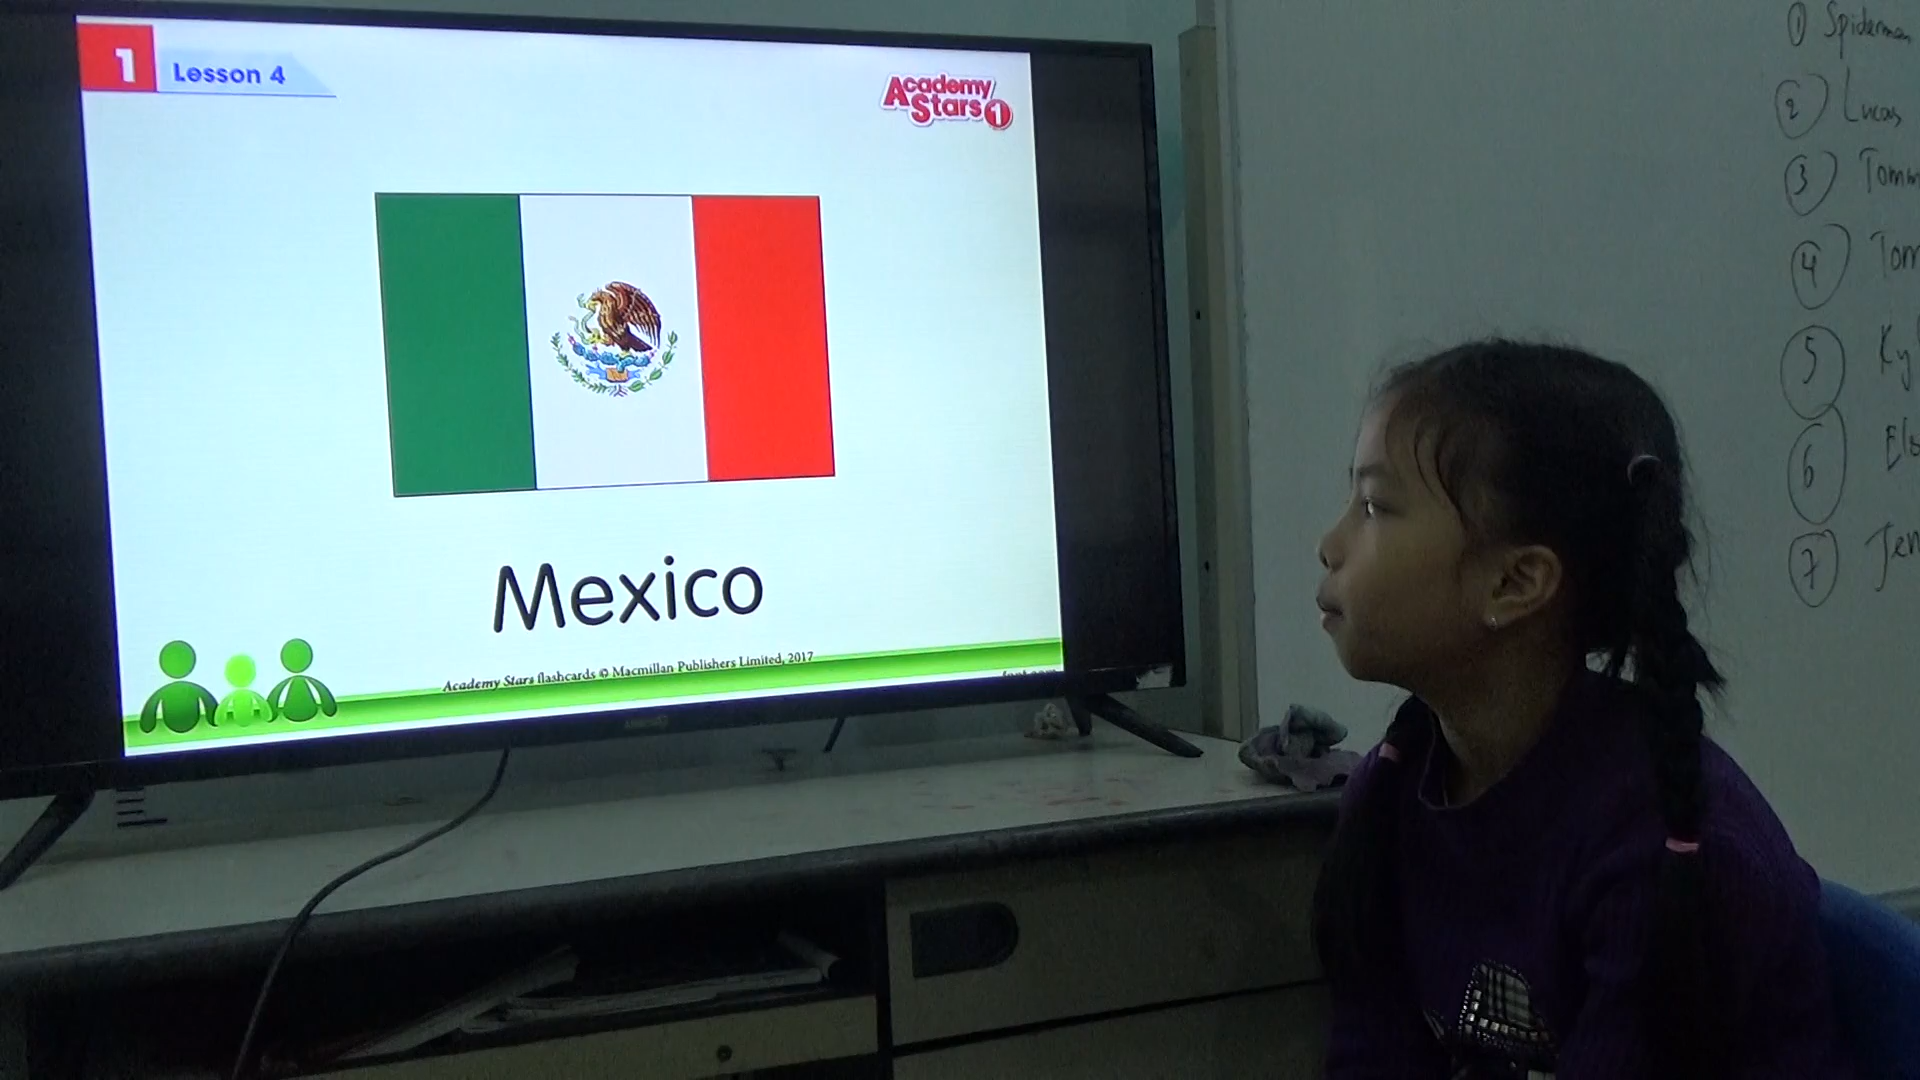 1 Lesson 4
Academy
Stars 1
Mexico
Academy Stars flashcards © Macmillan Publishers Limited, 2017
1 Spiderman
2 Lucas
3
4
5
6
7